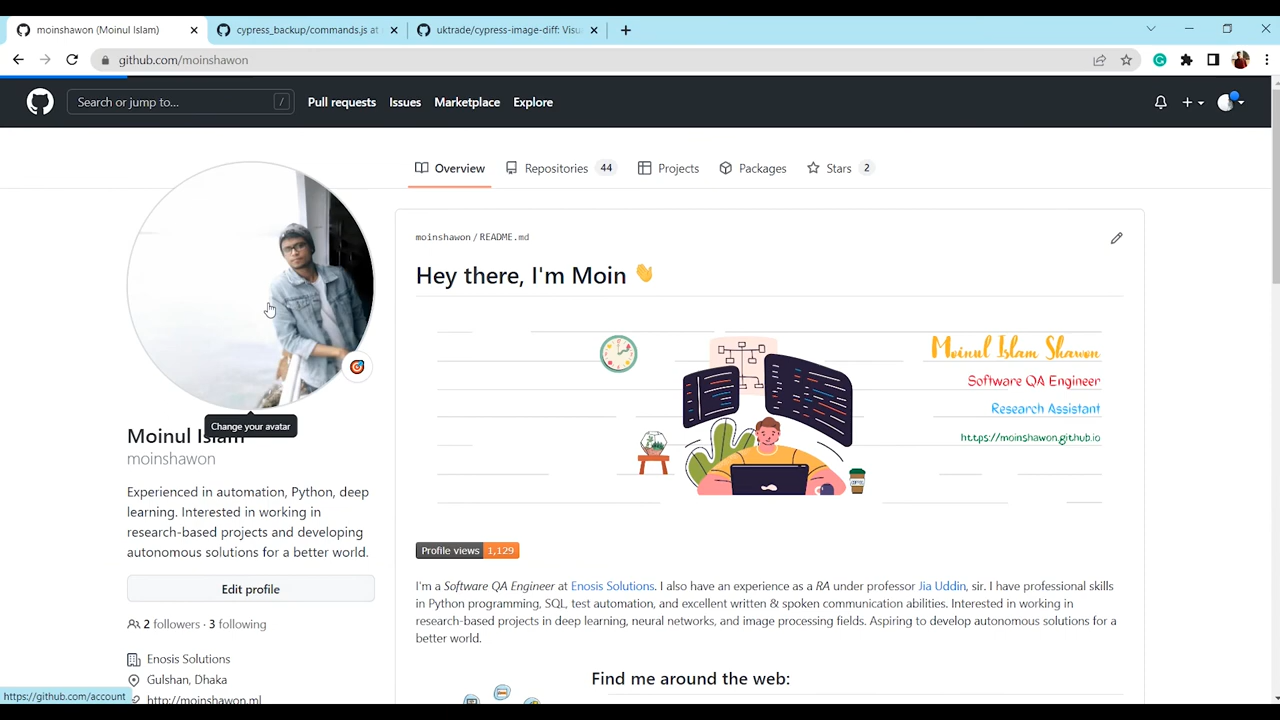 moinshawon (Moinul Islam)
cypress_backup/commands.js at
uktrade/cypress-image-diff: Visu
github.com/moinshawon
Search or jump to...
/
Pull requests
Issues
Marketplace
Explore
Overview
Repositories 44
Projects
Packages
Stars 2
moinshawon / README.md
Hey there, I'm Moin 👋
Moinul Islam Shawon
Software QA Engineer
Research Assistant
https://moinshawon.github.io
Change your avatar
Moinul Islam
moinshawon
Experienced in automation, Python, deep
learning. Interested in working in
research-based projects and developing
autonomous solutions for a better world.
Edit profile
2 followers · 3 following
Enosis Solutions
Gulshan, Dhaka
http://moinshawon.ml
Profile views 1,129
I'm a Software QA Engineer at Enosis Solutions. I also have an experience as a RA under professor Jia Uddin, sir. I have professional skills
in Python programming, SQL, test automation, and excellent written & spoken communication abilities. Interested in working in
research-based projects in deep learning, neural networks, and image processing fields. Aspiring to develop autonomous solutions for a
better world.
Find me around the web:
https://github.com/account